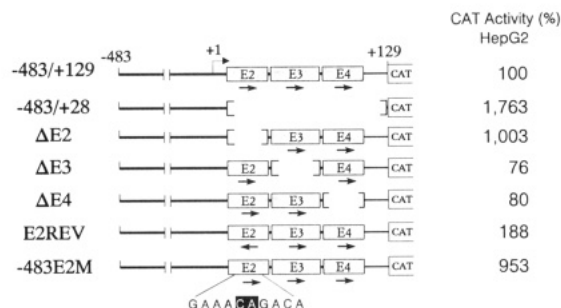 CAT Activity (%)
HepG2
-483 +1 +129
-483/+129 E2 E3 E4 CAT 100
-483/+28 CAT 1,763
ΔE2 E3 E4 CAT 1,003
ΔE3 E2 E4 CAT 76
ΔE4 E2 E3 CAT 80
E2REV E2 E3 E4 CAT 188
-483E2M E2 E3 E4 CAT 953
GAAACAGACA